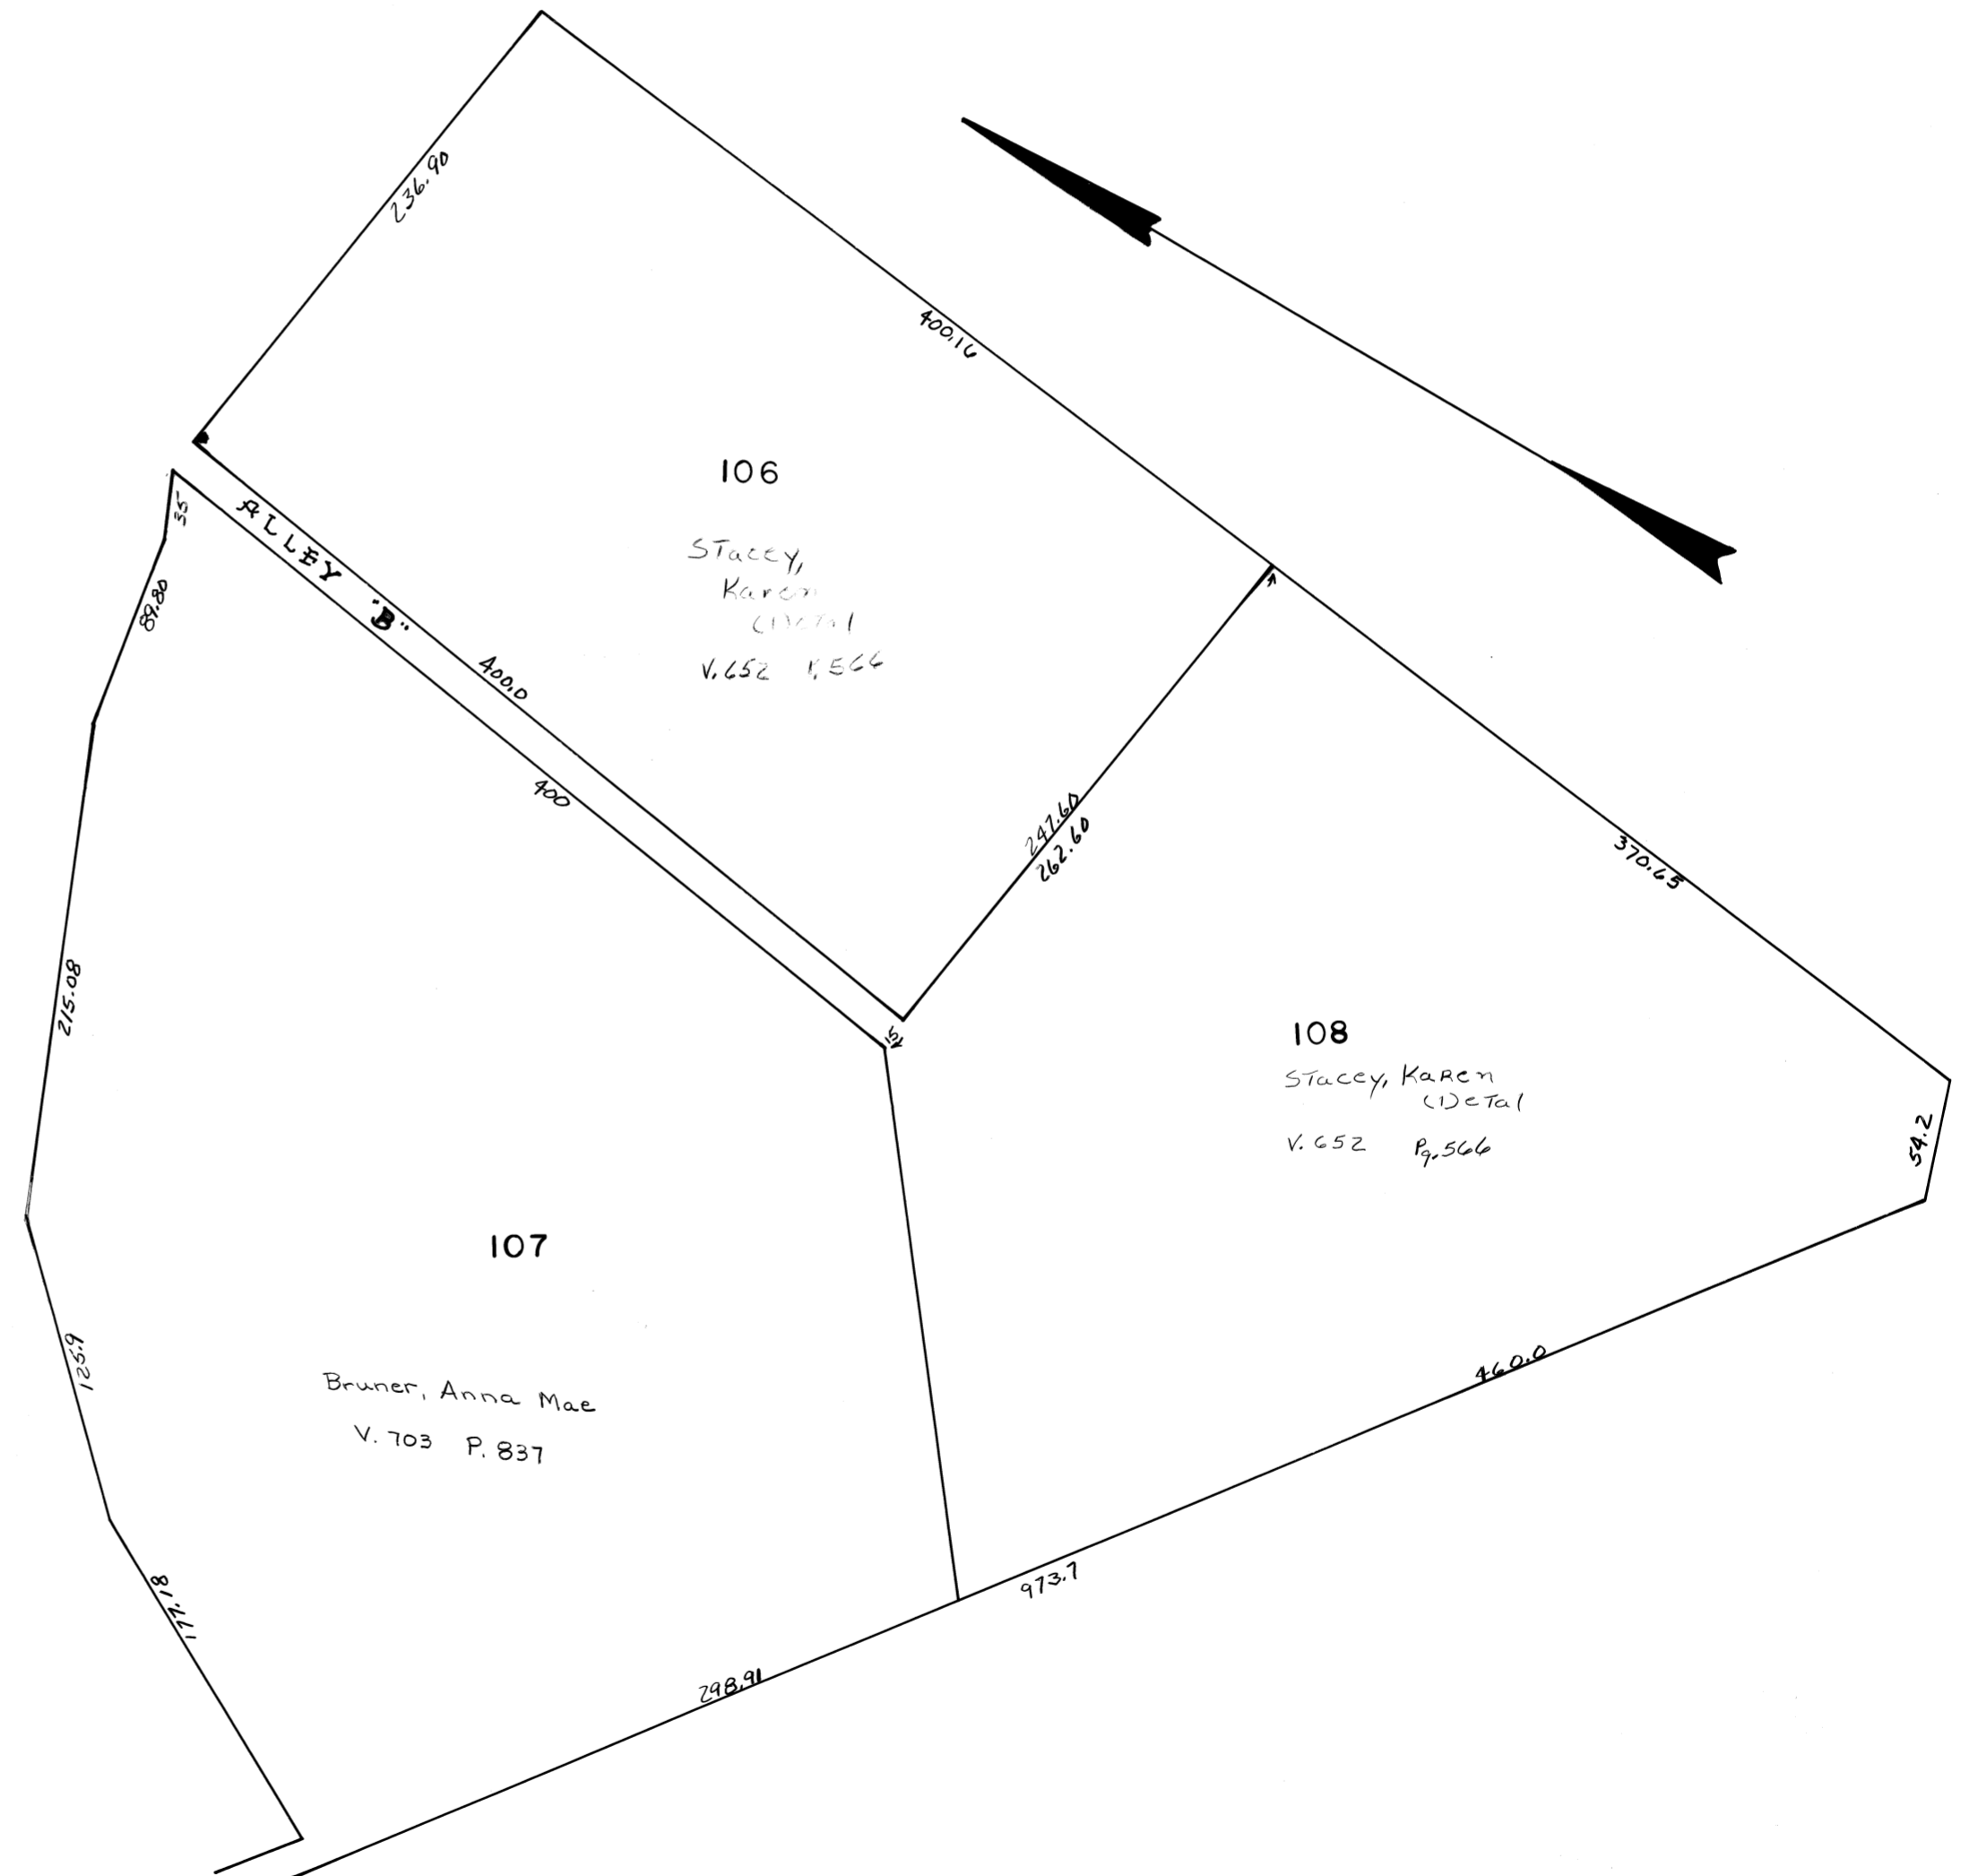 236.90
400.16
106
Stacey,
Karen
(1) etal
V. 652 P. 566
35
ALLEY "B"
89.80
400.0
400
247.60
262.60
370.65
215.08
15
108
Stacey, Karen
(1) etal
V. 652 Pg. 566
54.2
107
125.9
Bruner, Anna Mae
V. 703 P. 837
460.0
177.18
973.7
298.91